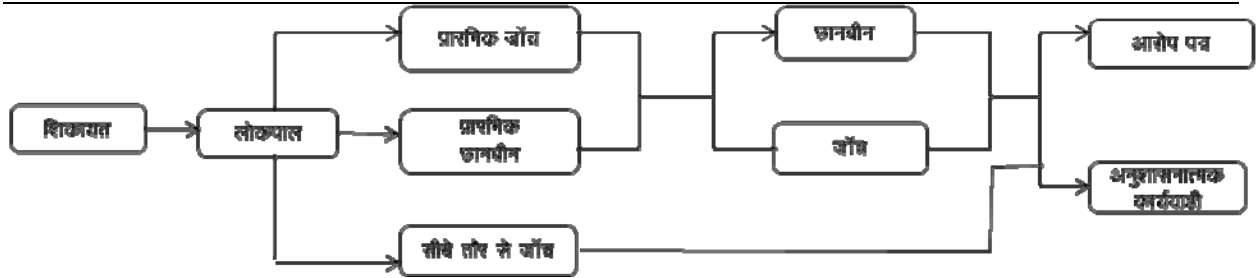 शिकायत
लोकपाल
प्रारंभिक जाँच
प्रारंभिक
छानबीन
सीधे तौर से जाँच
छानबीन
जाँच
आरोप पत्र
अनुशासनात्मक
कार्यवाही